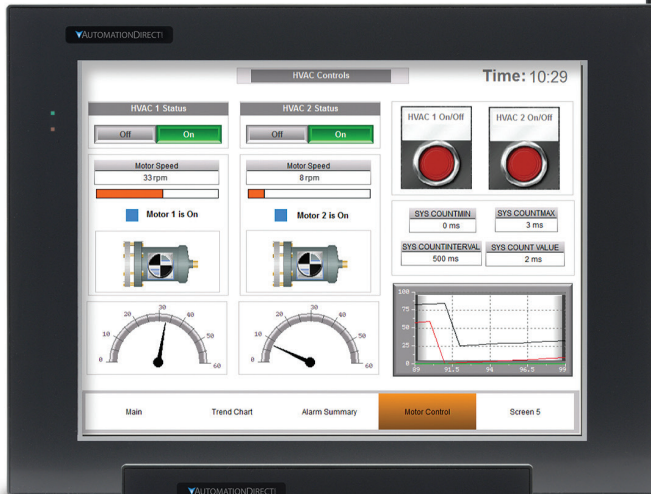 AUTOMATIONDIRECT
HVAC Controls
Time: 10:29
HVAC 1 Status
Off
On
HVAC 2 Status
Off
On
HVAC 1 On/Off
HVAC 2 On/Off
Motor Speed
33 rpm
Motor 1 is On
Motor Speed
8 rpm
Motor 2 is On
SYS COUNTMIN
0 ms
SYS COUNTMAX
3 ms
SYS COUNTINTERVAL
500 ms
SYS COUNT VALUE
2 ms
0
10
20
30
40
50
60
0
10
20
30
40
50
60
100
75
50
25
0
89
91.5
94
96.5
99
Main
Trend Chart
Alarm Summary
Motor Control
Screen 5
AUTOMATIONDIRECT